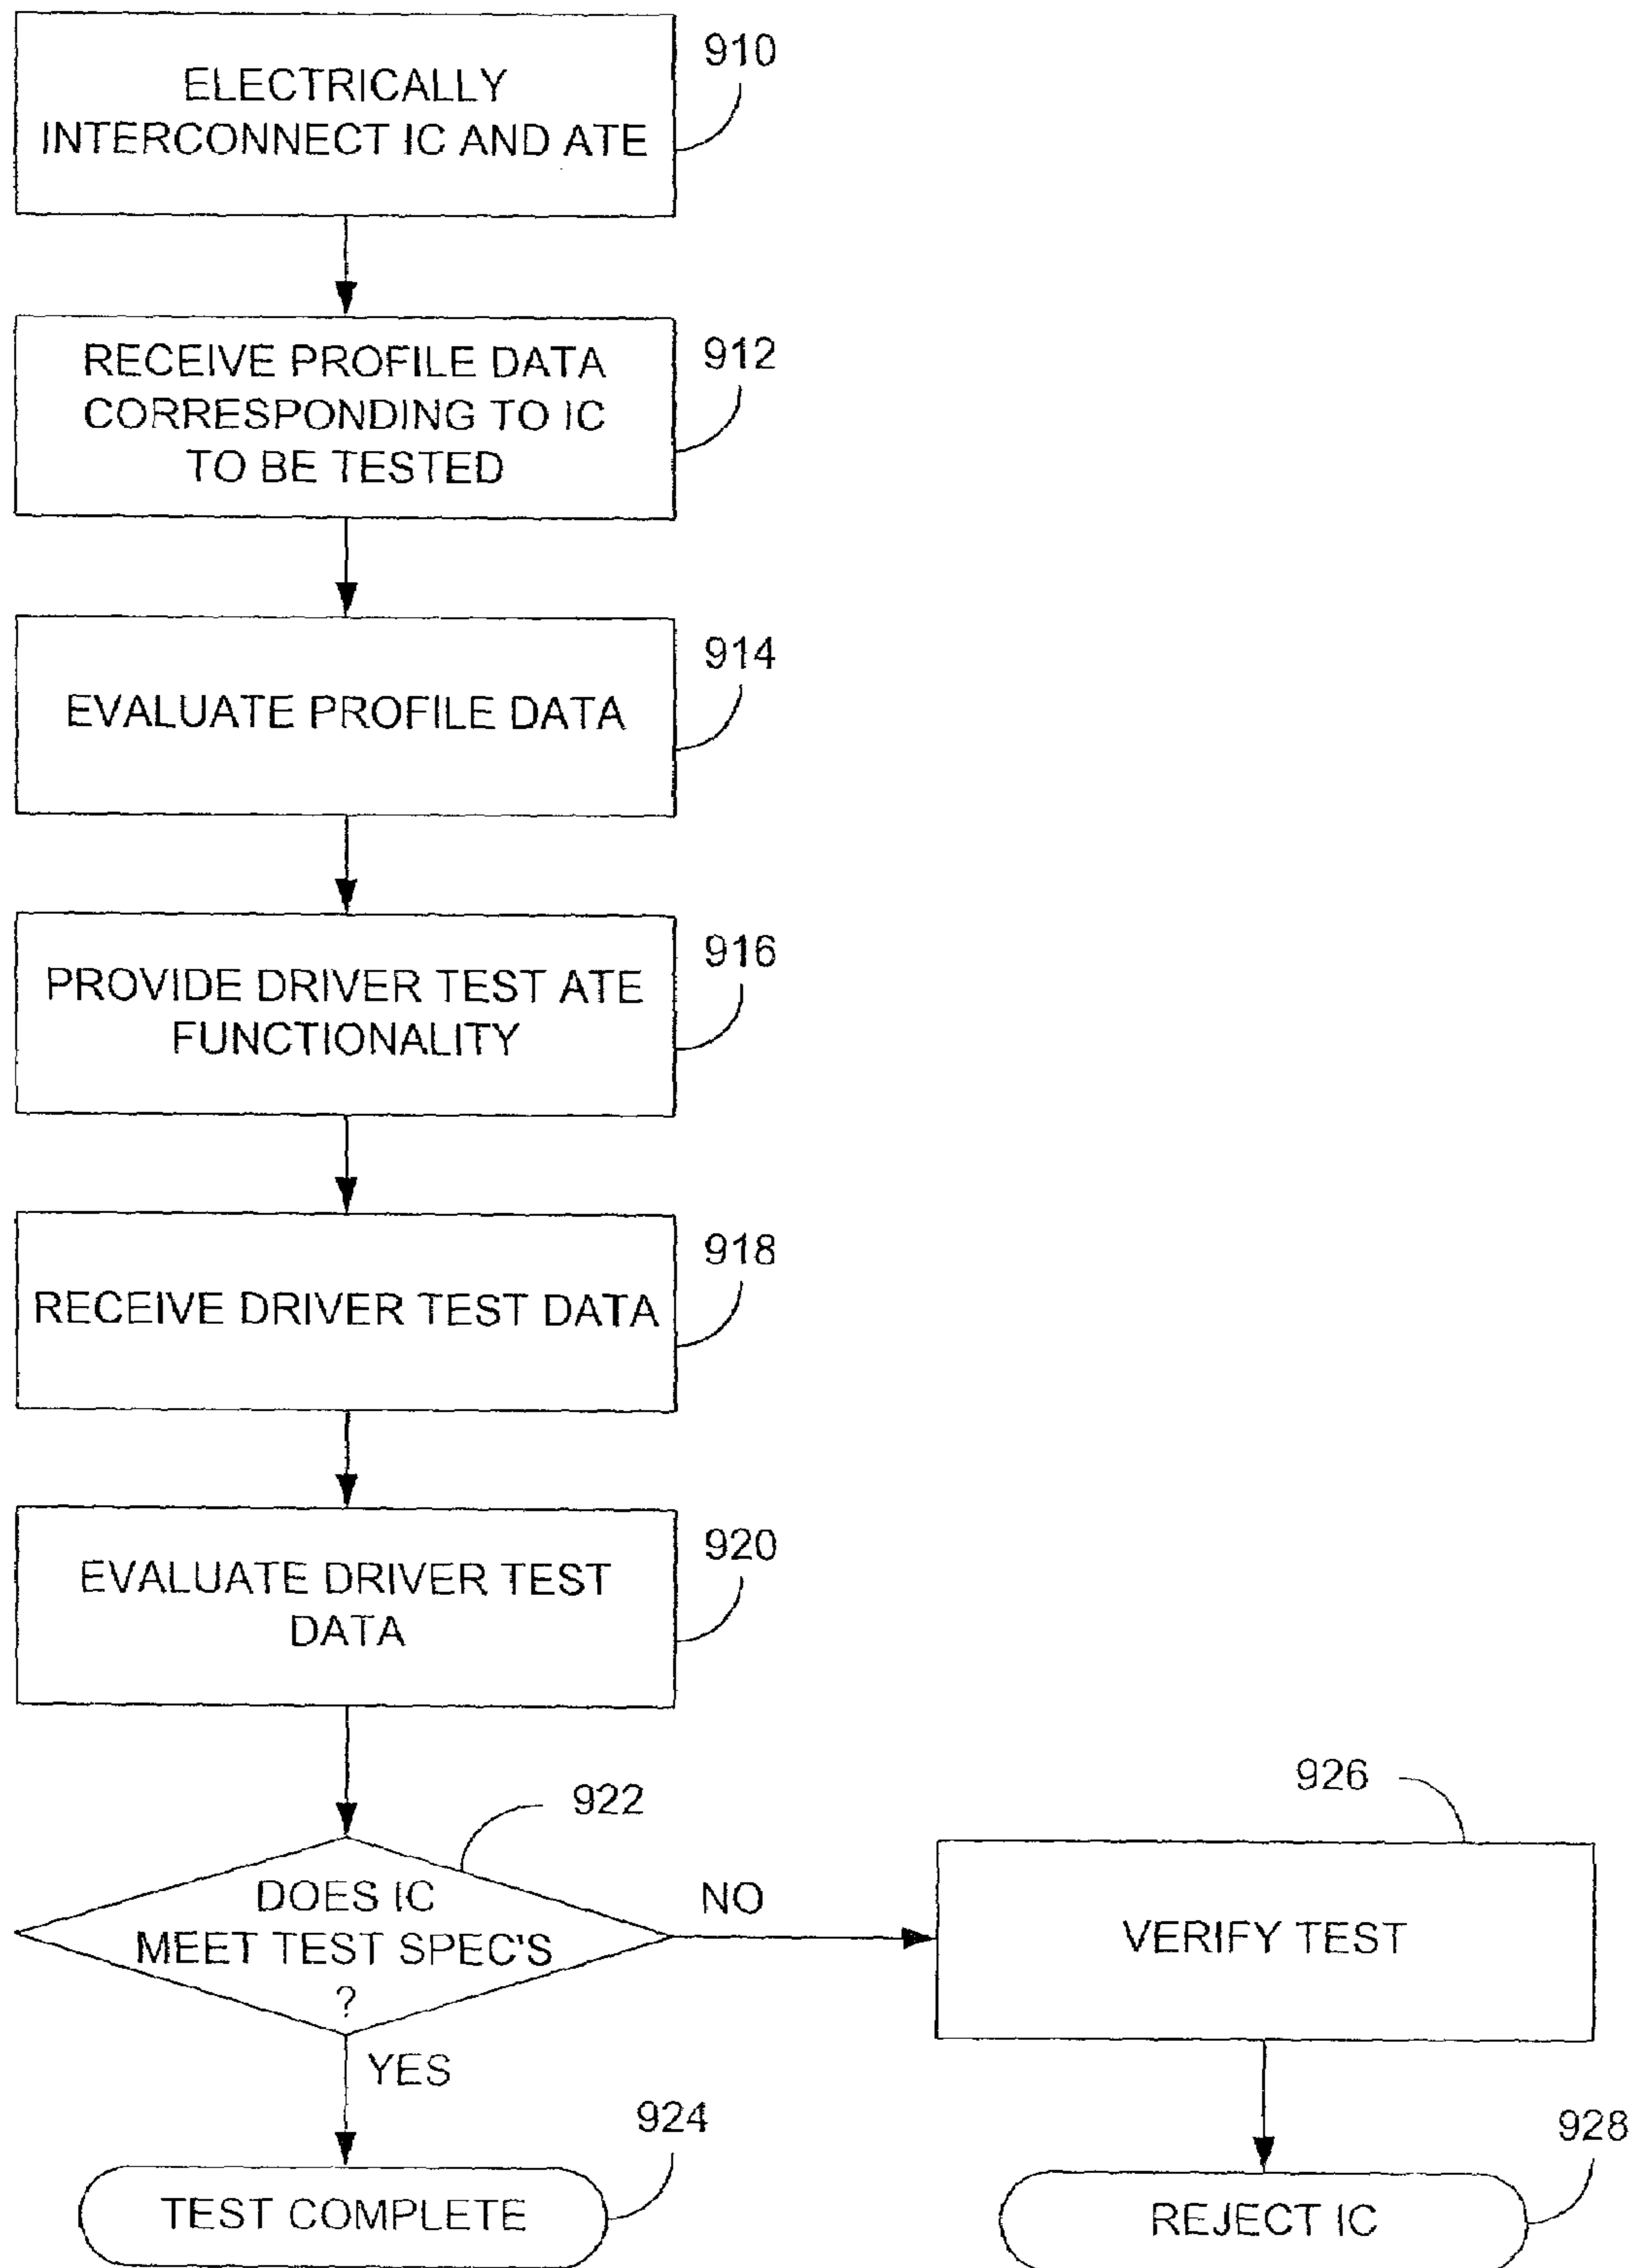 910
ELECTRICALLY
INTERCONNECT IC AND ATE
912
RECEIVE PROFILE DATA
CORRESPONDING TO IC
TO BE TESTED
914
EVALUATE PROFILE DATA
916
PROVIDE DRIVER TEST ATE
FUNCTIONALITY
918
RECEIVE DRIVER TEST DATA
920
EVALUATE DRIVER TEST
DATA
922
DOES IC
MEET TEST SPEC'S
?
NO
926
VERIFY TEST
YES
924
TEST COMPLETE
928
REJECT IC